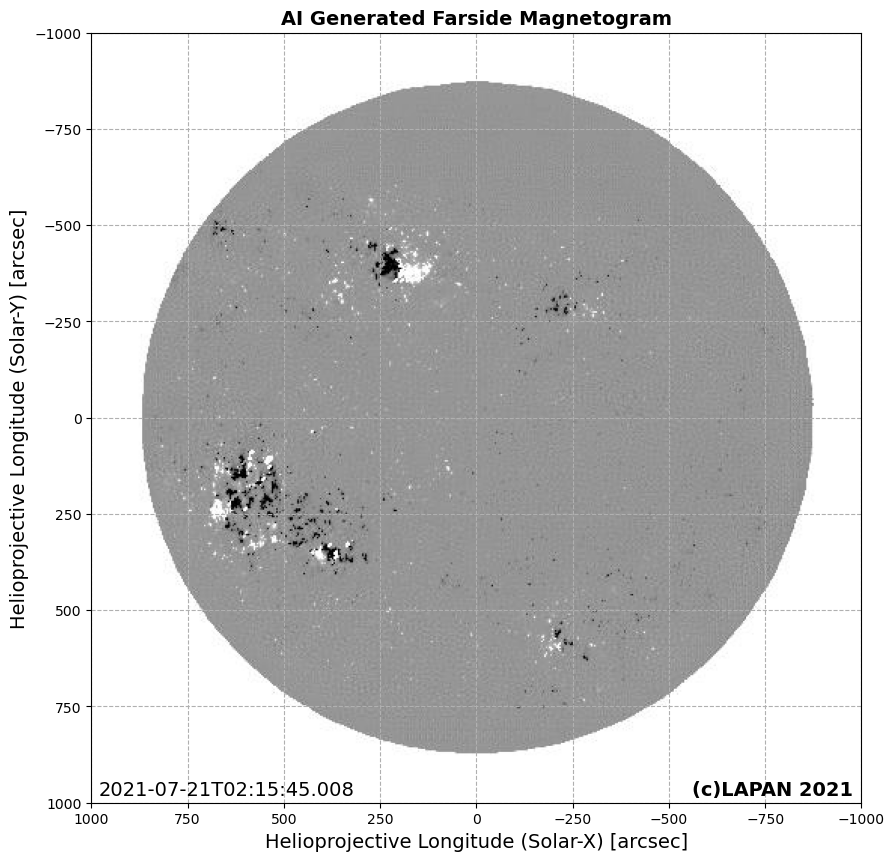 AI Generated Farside Magnetogram
Helioprojective Longitude (Solar-Y) [arcsec]
−1000
−750
−500
−250
0
250
500
750
1000
2021-07-21T02:15:45.008
(c)LAPAN 2021
1000 750 500 250 0 −250 −500 −750 −1000
Helioprojective Longitude (Solar-X) [arcsec]